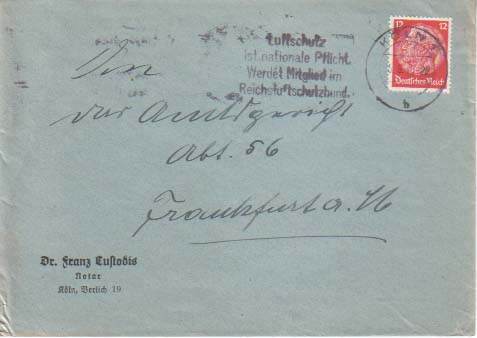 Luftschutz
ist nationale Pflicht.
Werdet Mitglied im
Reichsluftschutzbund.
KÖLN
b
12 12
Deutsches Reich
An
das Amtsgericht
Abt. 56
Frankfurt a. M
Dr. Franz Custodis
Notar
Köln, Berlich 19